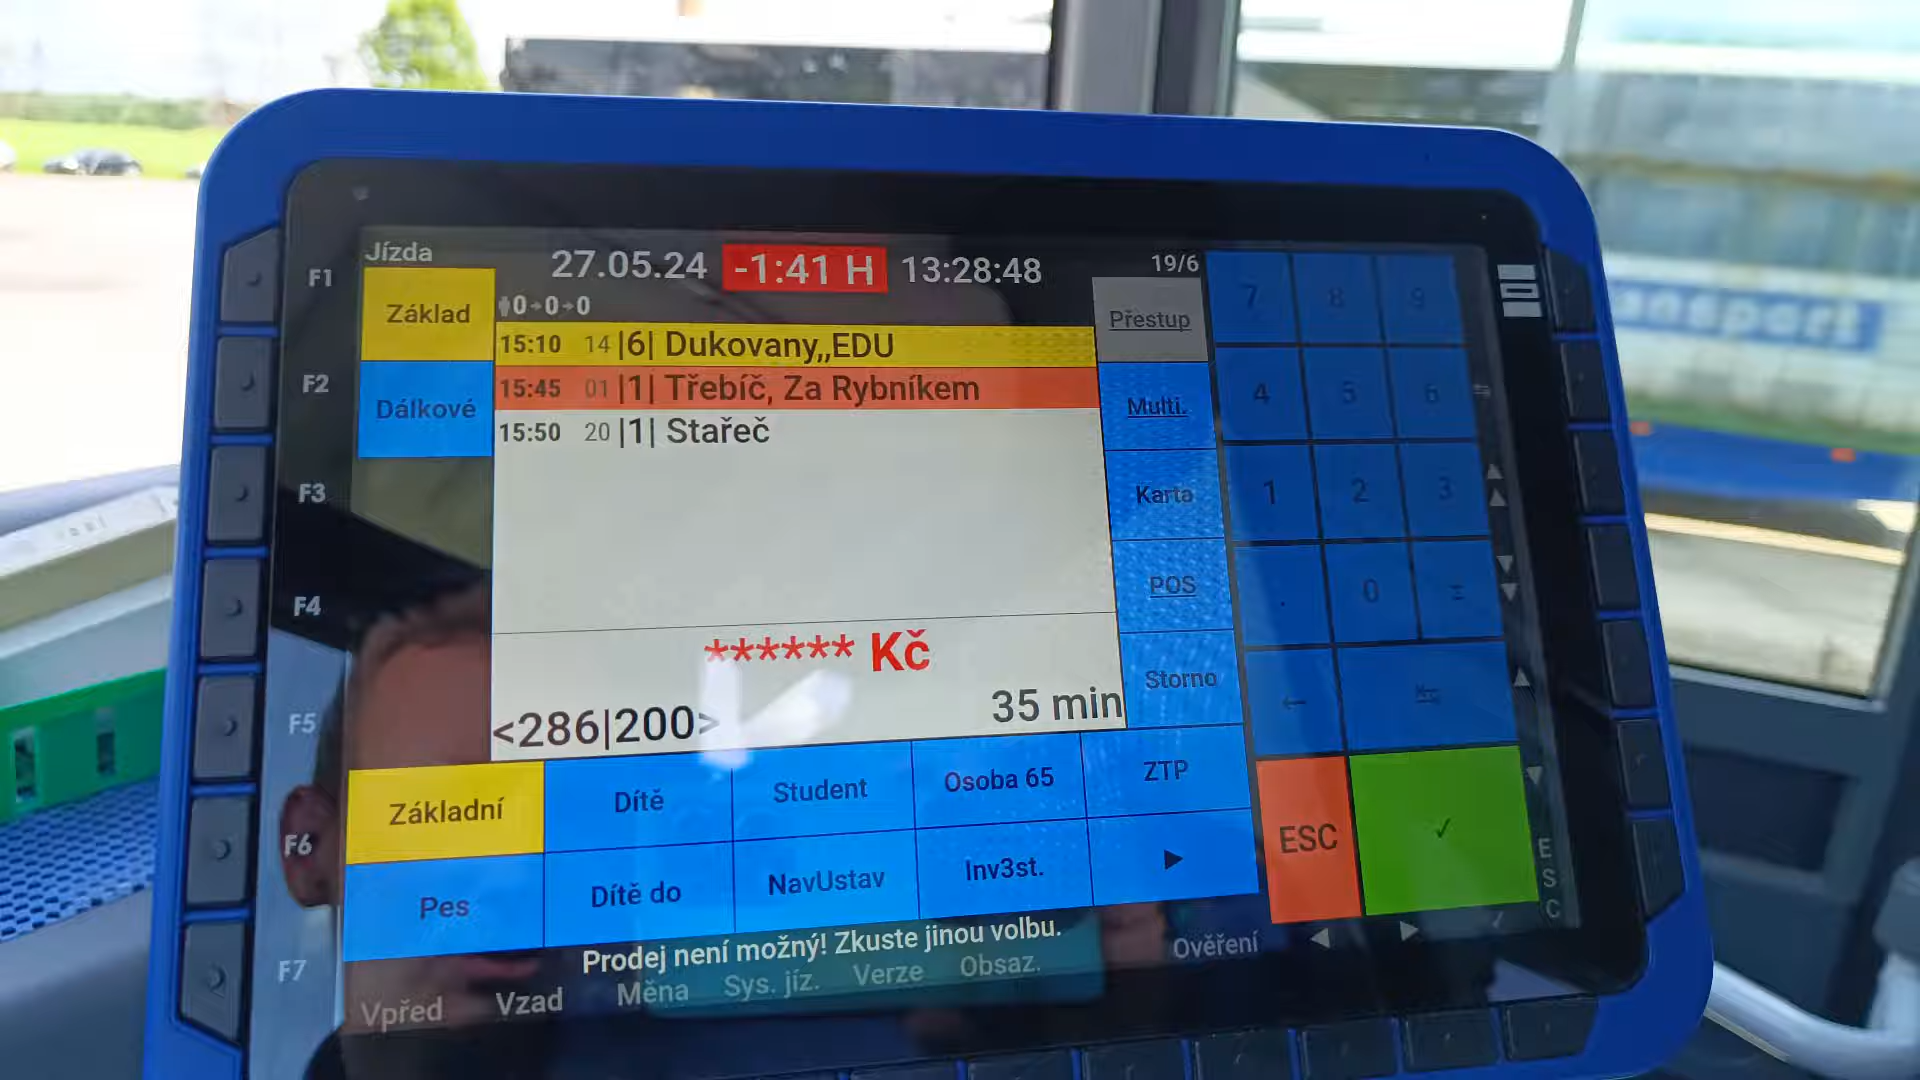 Jízda
27.05.24 -1:41 H 13:28:48 19/6
F1
Základ
0-0-0
Přestup
7 8 9
15:10 14 |6| Dukovany,,EDU
F2
Dálkové
15:45 01 |1| Třebíč, Za Rybníkem
Multi.
4 5 6
15:50 20 |1| Stařeč
F3
Karta
1 2 3
F4
POS
. 0
****** Kč
Storno
F5
<286|200> 35 min
F6
Základní Dítě Student Osoba 65 ZTP
ESC ✓
Pes Dítě do NavUstav Inv3st. ►
ESC
Prodej není možný! Zkuste jinou volbu.
F7
Vpřed Vzad Měna Sys. jíz. Verze Obsaz. Ověření